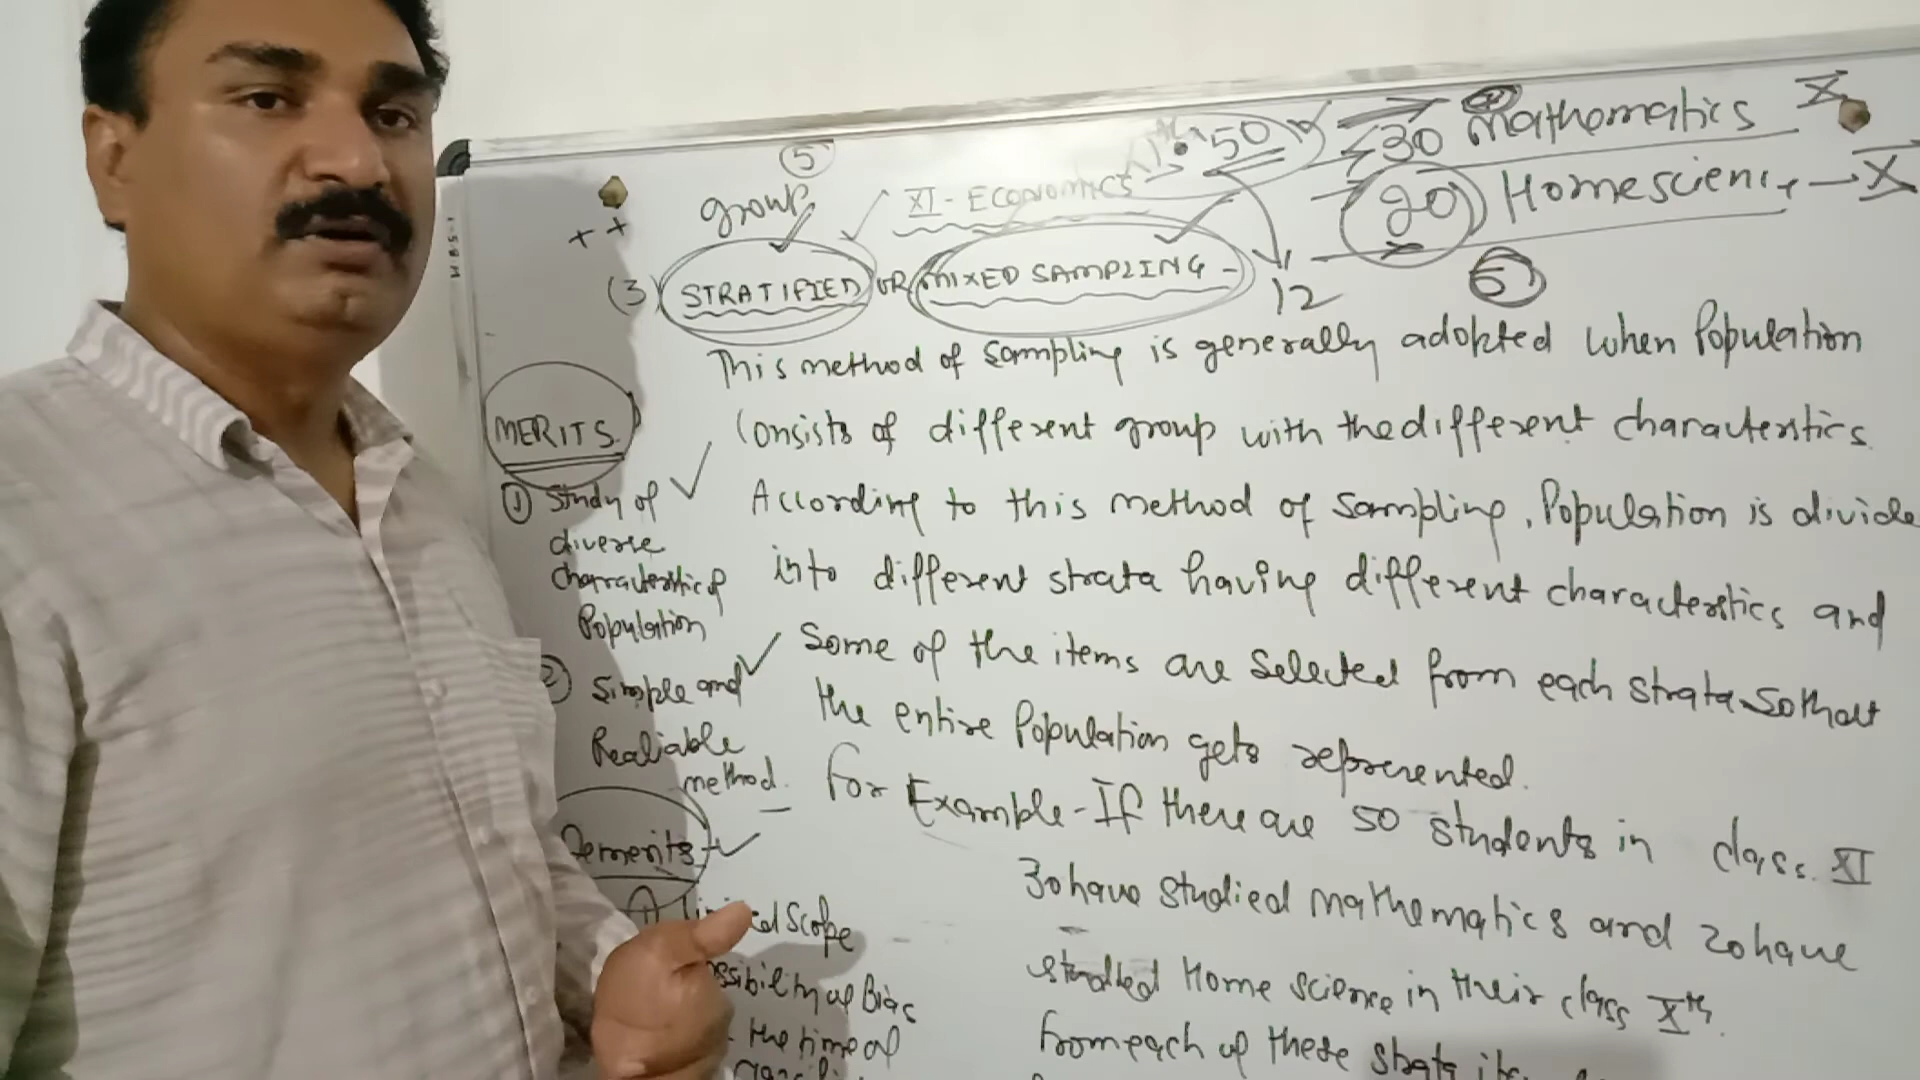 50 30 Mathematics X
(5)
group XI - ECONOMICS 20 Homescience - X
(3) STRATIFIED OR MIXED SAMPLING - 12 5
This method of sampling is generally adopted when Population
MERITS. Consists of different group with the different characteristics.
① Study of According to this method of sampling, Population is divide
diverse
characteristic of into different strata having different characteristics and
Population
Some of the items are selected from each strata so that
② Simple and the entire Population gets represented.
Realiable
method. For Example - If there are 50 students in class XI
Demerits 30 have studied mathematics and 20 have
① Scope studied Home science in their class Xth.
of Bias
the time of From each of these strata